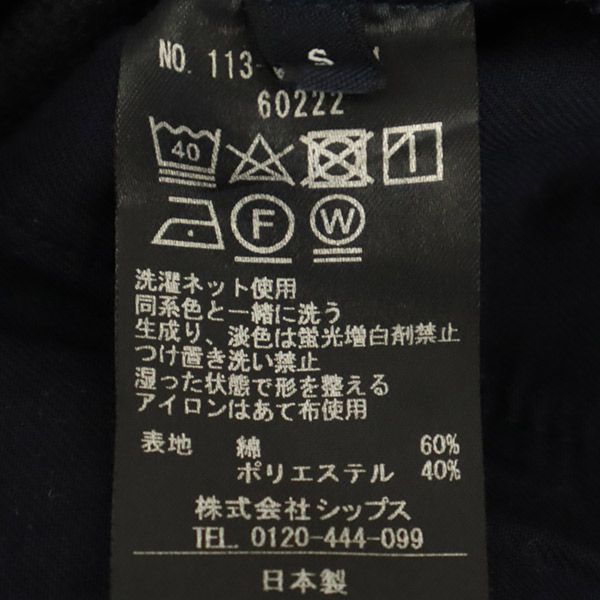 NO. 113-
S
60222
40
F W
洗濯ネット使用
同系色と一緒に洗う
生成り、淡色は蛍光増白剤禁止
つけ置き洗い禁止
湿った状態で形を整える
アイロンはあて布使用
表地 綿 60%
ポリエステル 40%
株式会社シップス
TEL. 0120-444-099
日本製